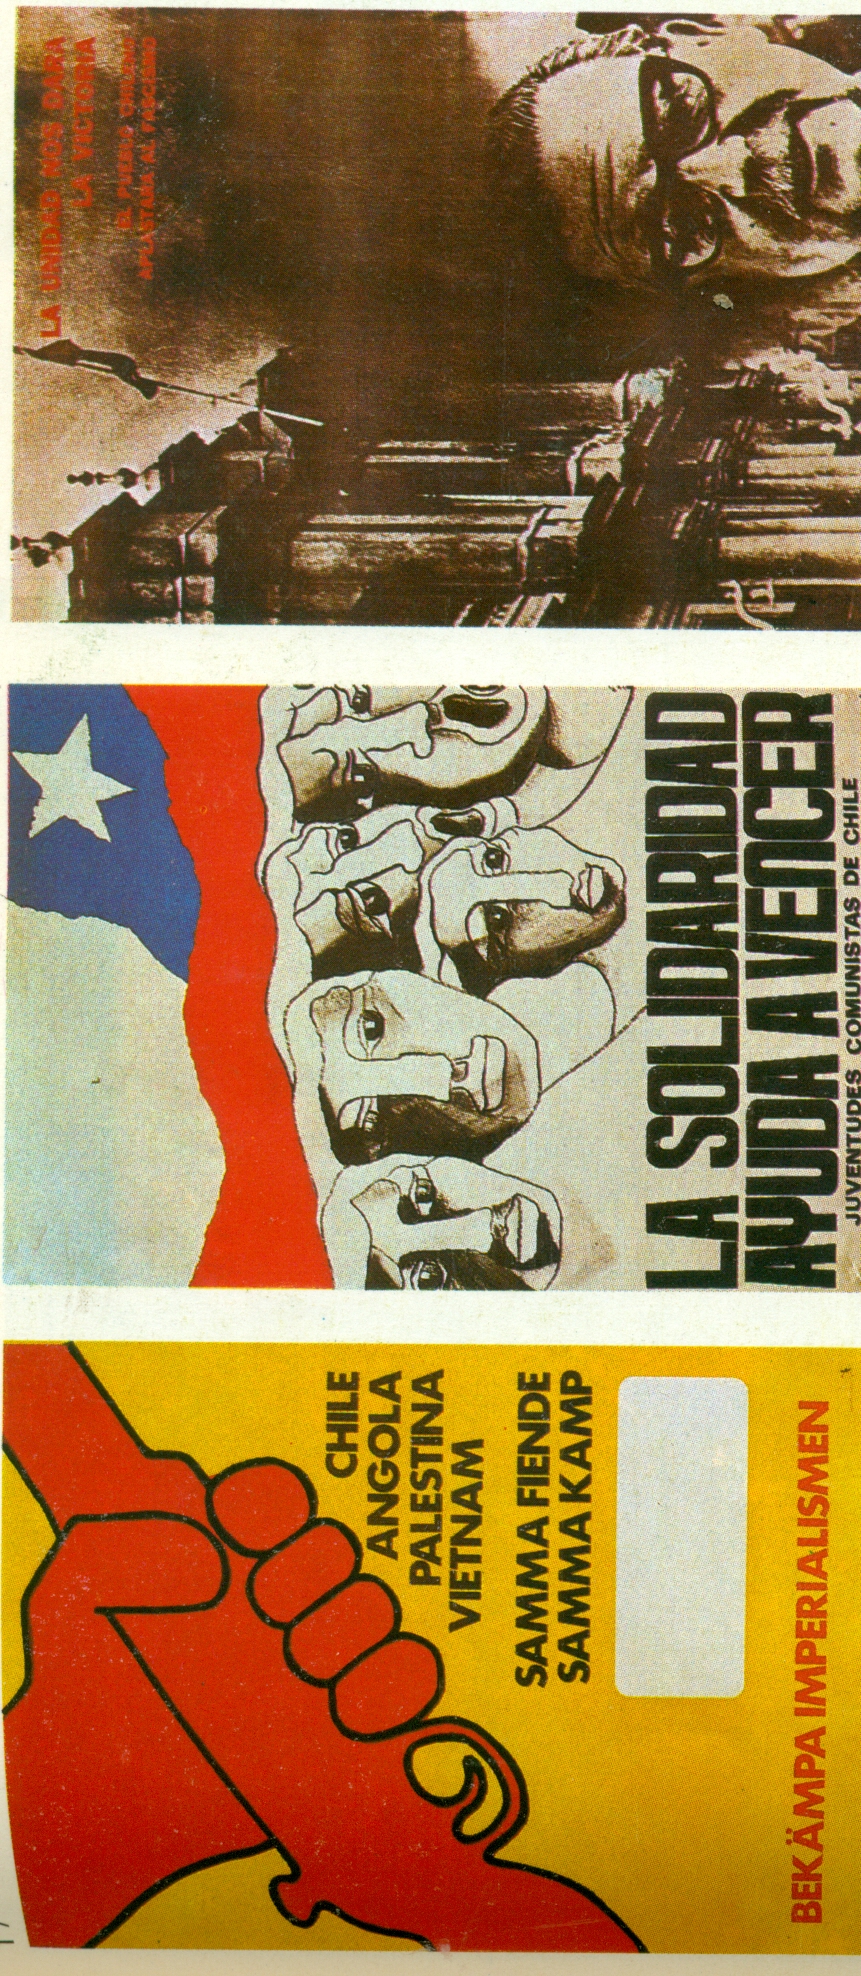 17
CHILE
ANGOLA
PALESTINA
VIETNAM
SAMMA FIENDE
SAMMA KAMP
BEKÄMPA IMPERIALISMEN
LA SOLIDARIDAD
AYUDA A VENCER
JUVENTUDES COMUNISTAS DE CHILE
LA UNIDAD NOS DARA
LA VICTORIA
EL PUEBLO CHILENO
APLASTARA AL FASCISMO